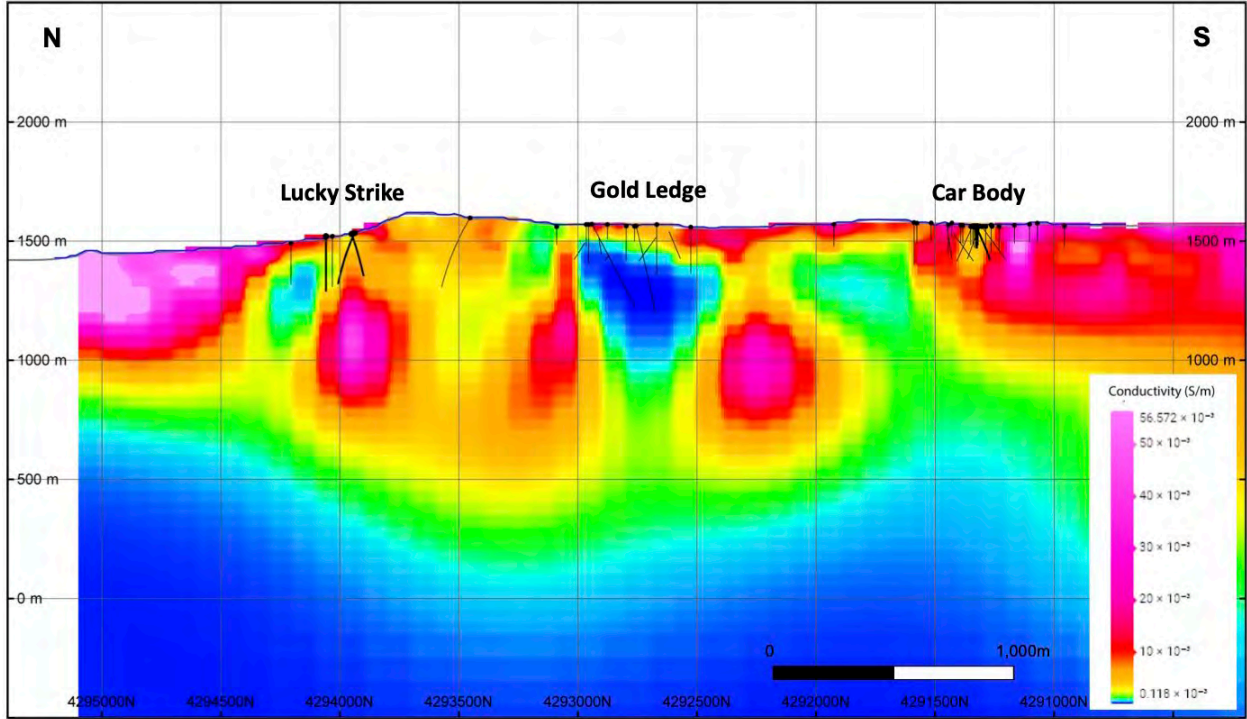 N
S
2000 m
2000 m
Lucky Strike
Gold Ledge
Car Body
1500 m
1500 m
1000 m
1000 m
Conductivity (S/m)
56.572 × 10⁻³
50 × 10⁻³
40 × 10⁻³
30 × 10⁻³
20 × 10⁻³
10 × 10⁻³
0.118 × 10⁻³
500 m
0 m
0
1,000m
4295000N
4294500N
4294000N
4293500N
4293000N
4292500N
4292000N
4291500N
4291000N